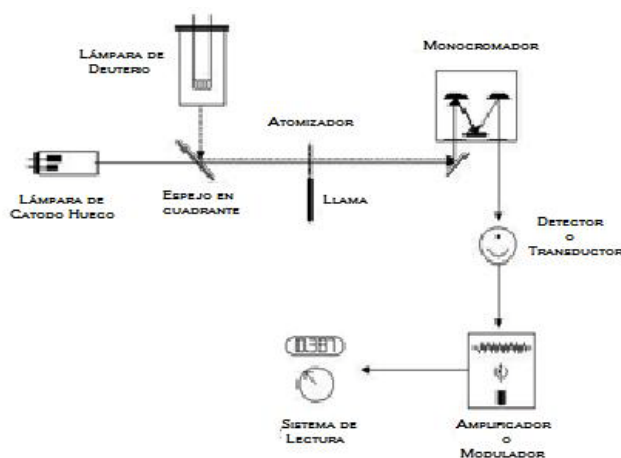 Lámpara de
Deuterio
Monocromador
Atomizador
Lámpara de
Catodo Huego
Espejo en
cuadrante
Llama
Detector
o
Transductor
Sistema de
Lectura
Amplificador
o
Modulador